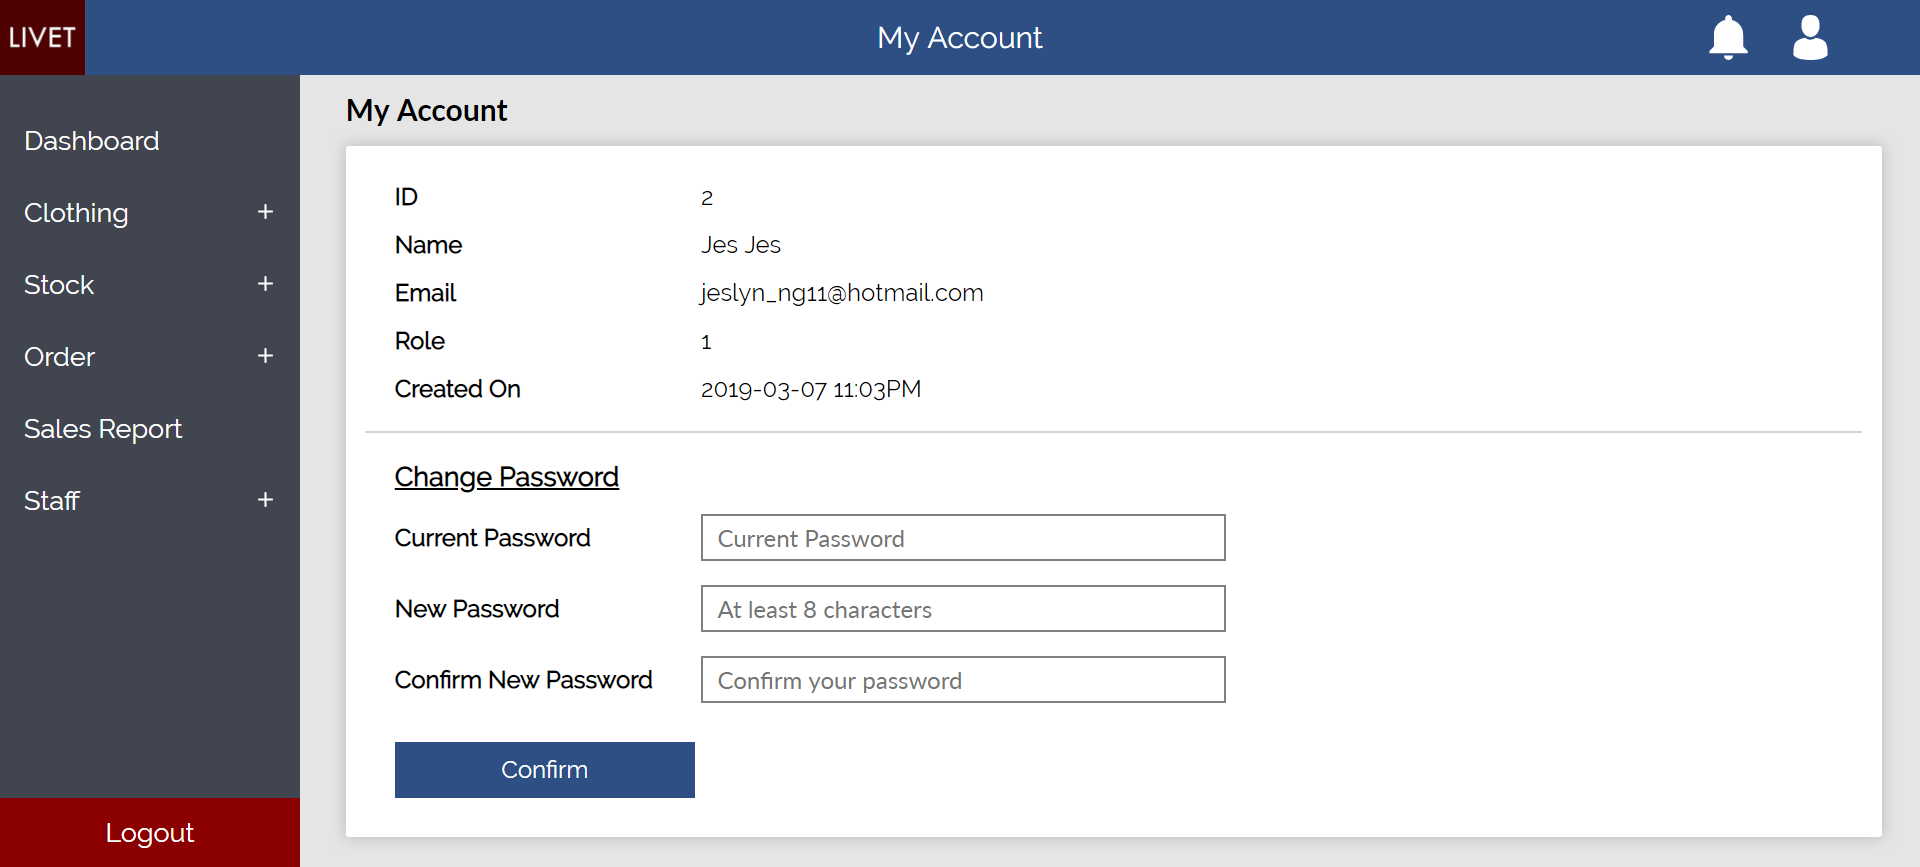 LIVET
My Account
Dashboard
Clothing +
Stock +
Order +
Sales Report
Staff +
Logout
My Account
ID 2
Name Jes Jes
Email jeslyn_ng11@hotmail.com
Role 1
Created On 2019-03-07 11:03PM
Change Password
Current Password Current Password
New Password At least 8 characters
Confirm New Password Confirm your password
Confirm